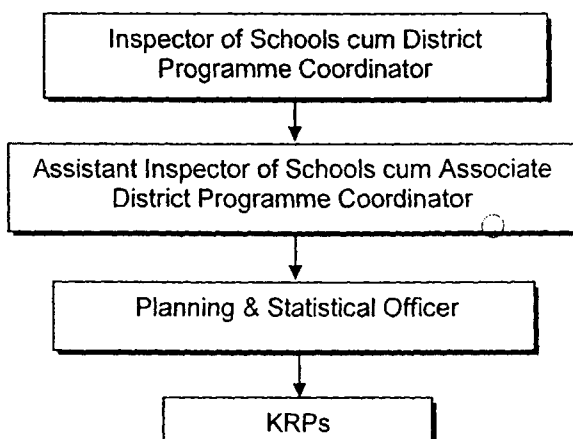 Inspector of Schools cum District
Programme Coordinator
Assistant Inspector of Schools cum Associate
District Programme Coordinator
Planning & Statistical Officer
KRPs